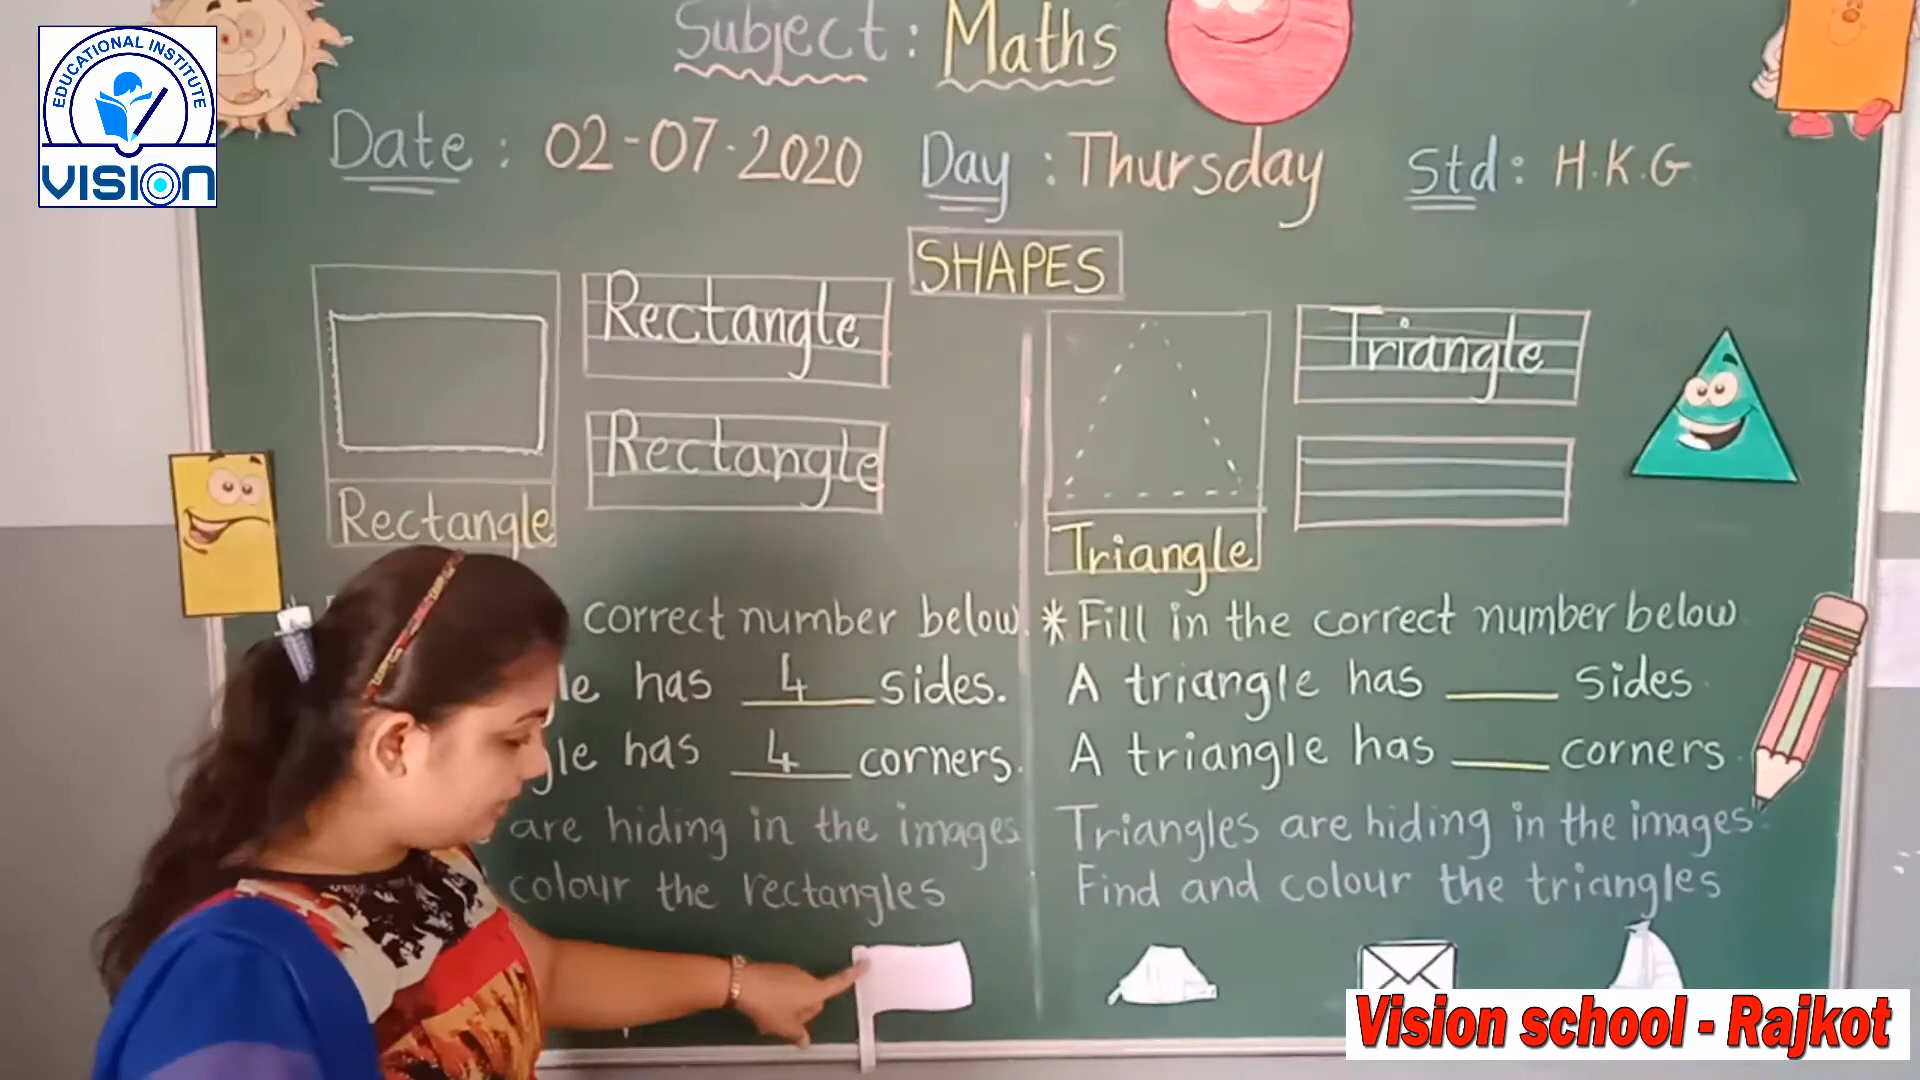 EDUCATIONAL INSTITUTE
VISION
Subject : Maths
Date : 02-07-2020 Day : Thursday Std : H.K.G
SHAPES
Rectangle
Rectangle
Rectangle
Triangle
Triangle
correct number below.
le has 4 sides.
gle has 4 corners.
are hiding in the images
colour the rectangles
* Fill in the correct number below
A triangle has ____ sides
A triangle has ____ corners.
Triangles are hiding in the images.
Find and colour the triangles
Vision school - Rajkot